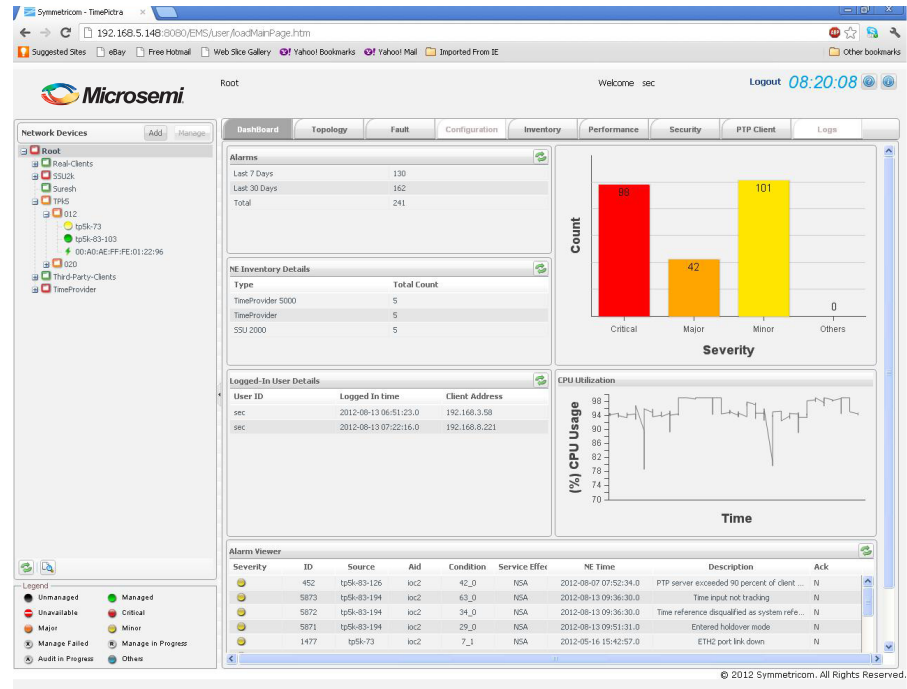 Symmetricom - TimePictra
192.168.5.148:8080/EMS/user/loadMainPage.htm
Suggested Sites eBay Free Hotmail Web Slice Gallery Yahoo! Bookmarks Yahoo! Mail Imported From IE Other bookmarks
Microsemi.
Root
Welcome sec
Logout 08:20:08
Network Devices Add Manage
DashBoard Topology Fault Configuration Inventory Performance Security PTP Client Logs
Root
Real-Clients
SSU2k
Suresh
TPk5
012
tp5k-73
tp5k-83-103
00:A0:AE:FF:FE:01:22:96
020
Third-Party-Clients
TimeProvider
Alarms
Last 7 Days 130
Last 30 Days 162
Total 241
NE Inventory Details
Type Total Count
TimeProvider 5000 5
TimeProvider 5
SSU 2000 5
Count
98
42
101
0
Critical Major Minor Others
Severity
Logged-In User Details
User ID Logged In time Client Address
sec 2012-08-13 06:51:23.0 192.168.3.58
sec 2012-08-13 07:22:16.0 192.168.8.221
CPU Utilization
(%) CPU Usage
98
94
90
86
82
78
74
70
Time
Alarm Viewer
Severity ID Source Aid Condition Service Effec NE Time Description Ack
452 tp5k-83-126 ioc2 42_0 NSA 2012-08-07 07:52:34.0 PTP server exceeded 90 percent of client ... N
5873 tp5k-83-194 ioc2 63_0 NSA 2012-08-13 09:36:30.0 Time input not tracking N
5872 tp5k-83-194 ioc2 34_0 NSA 2012-08-13 09:36:30.0 Time reference disqualified as system refe... N
5871 tp5k-83-194 ioc2 29_0 NSA 2012-08-13 09:51:31.0 Entered holdover mode N
1477 tp5k-73 ioc2 7_1 NSA 2012-05-16 15:42:57.0 ETH2 port link down N
Legend
Unmanaged Managed
Unavailable Critical
Major Minor
Manage Failed Manage in Progress
Audit in Progress Others
© 2012 Symmetricom. All Rights Reserved.